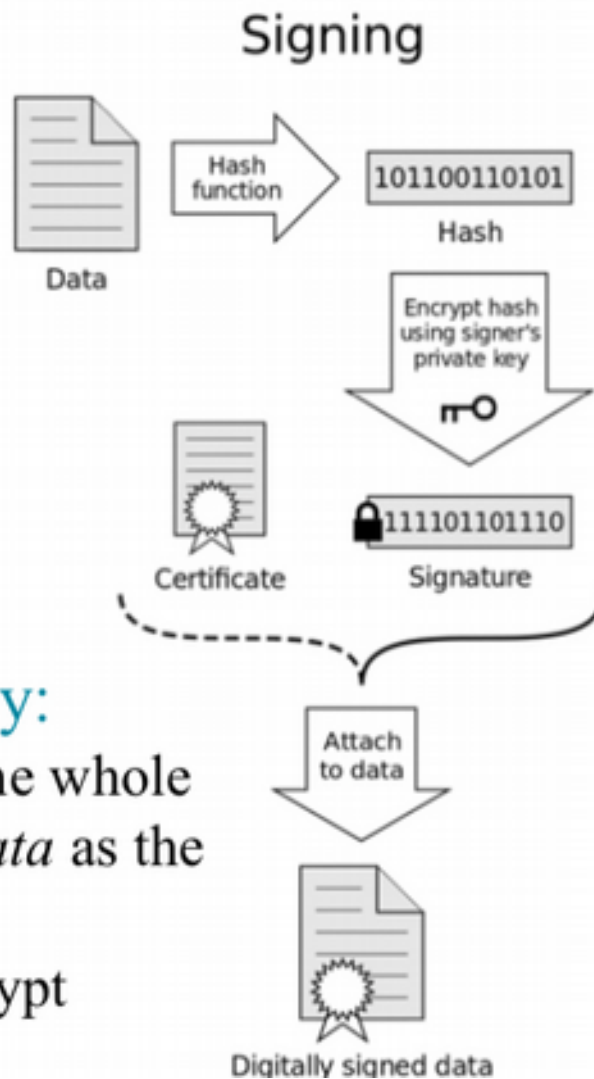 Signing
Hash
function
101100110101
Hash
Data
Encrypt hash
using signer's
private key
111101101110
Certificate
Signature
y:
ne whole
ata as the
ypt
Attach
to data
Digitally signed data